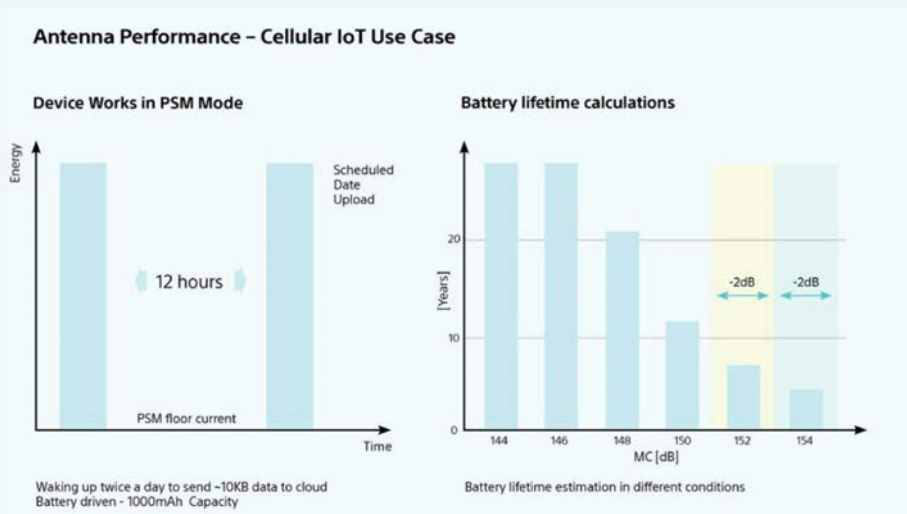 Antenna Performance – Cellular IoT Use Case
Device Works in PSM Mode
Energy
Scheduled
Date
Upload
12 hours
PSM floor current
Time
Waking up twice a day to send ~10KB data to cloud
Battery driven - 1000mAh Capacity
Battery lifetime calculations
[Years]
20
10
0
-2dB
-2dB
144 146 148 150 152 154
MC [dB]
Battery lifetime estimation in different conditions